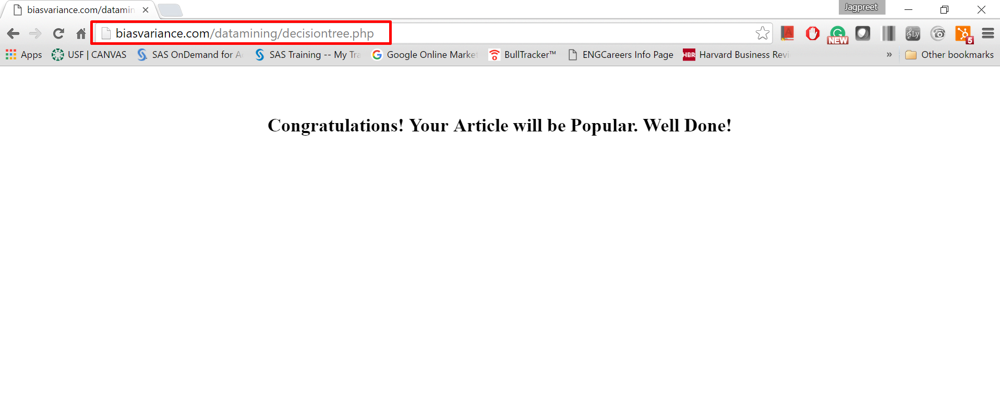 biasvariance.com/datamin
Jagpreet
biasvariance.com/datamining/decisiontree.php
A
G
NEW
Ly
5
Apps
USF | CANVAS
SAS OnDemand for A
SAS Training -- My Tra
Google Online Market
BullTracker™
ENGCareers Info Page
HBR
Harvard Business Revi
»
Other bookmarks
Congratulations! Your Article will be Popular. Well Done!